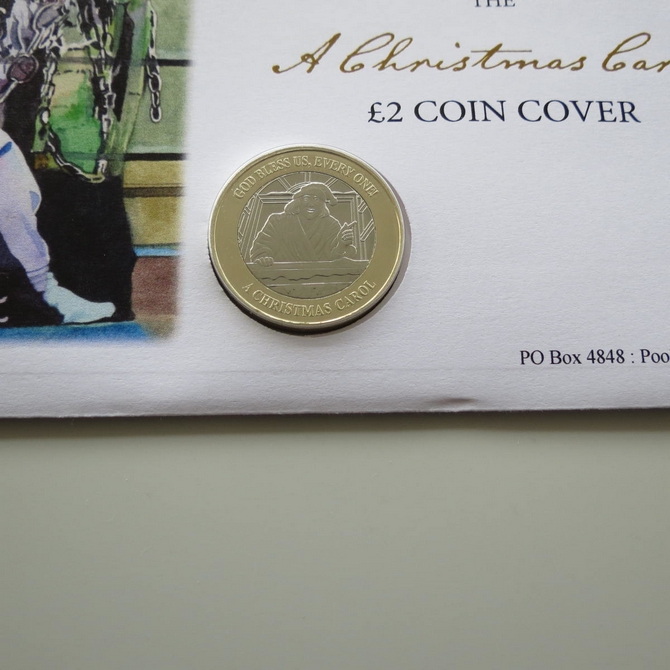 THE
A Christmas Car
£2 COIN COVER
GOD BLESS US, EVERY ONE!
A CHRISTMAS CAROL
PO Box 4848 : Poo